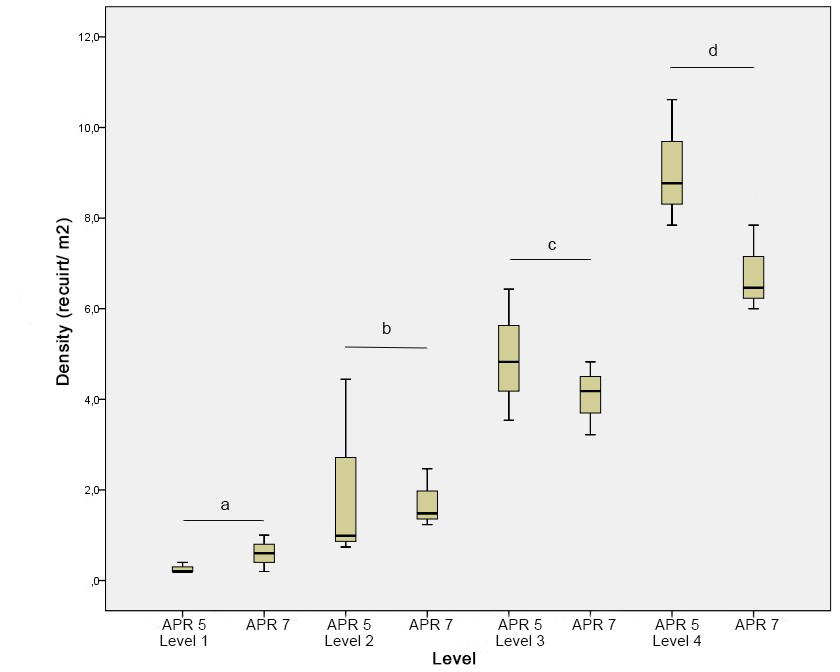 12,0
d
10,0
Density (recuirt/ m2)
8,0
c
6,0
b
4,0
2,0
a
,0
APR 5 APR 7 APR 5 APR 7 APR 5 APR 7 APR 5 APR 7
Level 1 Level 2 Level 3 Level 4
Level